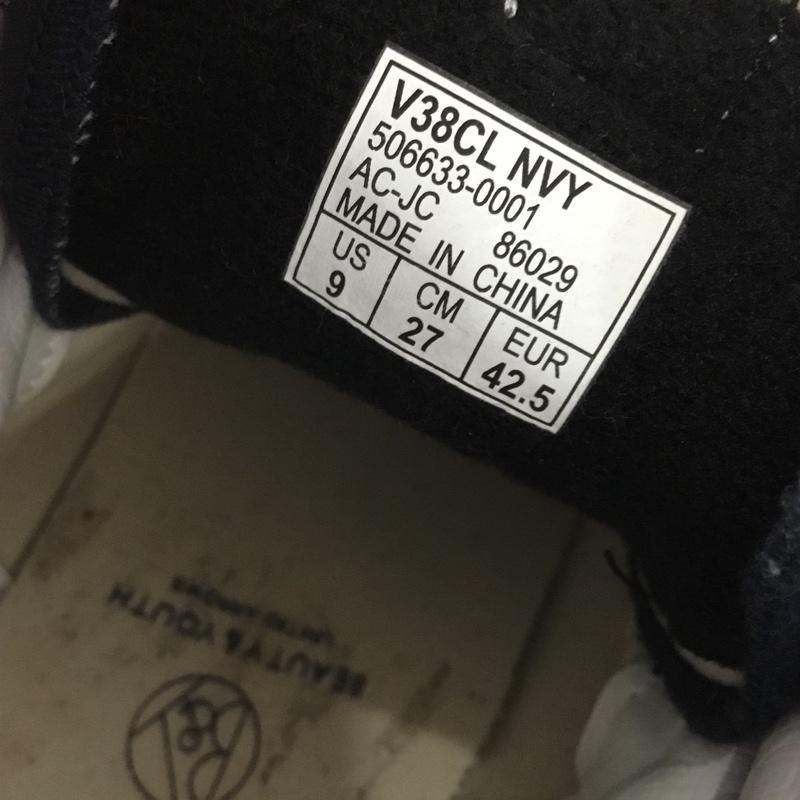 V38CL NVY
506633-0001
AC-JC 86029
MADE IN CHINA
US CM EUR
9 27 42.5
BEAUTY&YOUTH
UNITED ARROWS